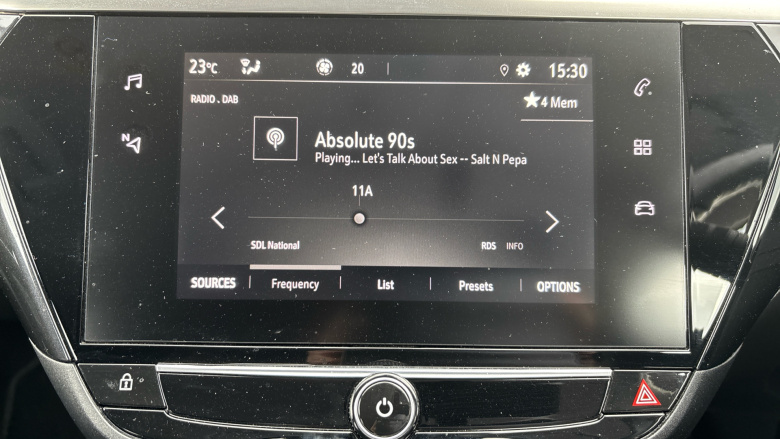 23°C 20 15:30
RADIO . DAB
4 Mem
N
Absolute 90s
Playing... Let's Talk About Sex -- Salt N Pepa
11A
SDL National RDS INFO
SOURCES Frequency List Presets OPTIONS